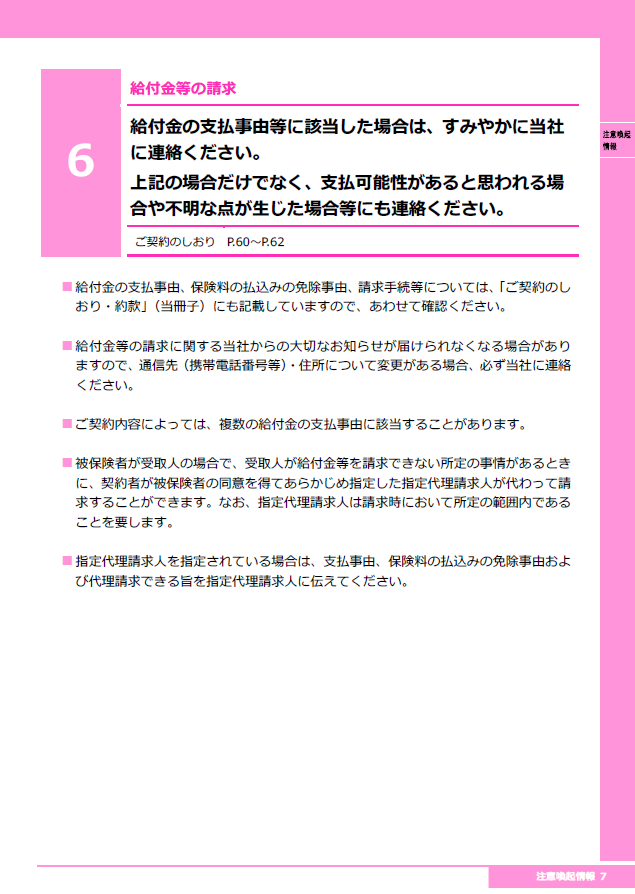 6
給付金等の請求
給付金の支払事由等に該当した場合は、すみやかに当社
に連絡ください。
上記の場合だけでなく、支払可能性があると思われる場
合や不明な点が生じた場合等にも連絡ください。
ご契約のしおり　P.60～P.62
注意喚起
情報
■給付金の支払事由、保険料の払込みの免除事由、請求手続等については、「ご契約のし
おり・約款」（当冊子）にも記載していますので、あわせて確認ください。
■給付金等の請求に関する当社からの大切なお知らせが届けられなくなる場合があり
ますので、通信先（携帯電話番号等）・住所について変更がある場合、必ず当社に連絡
ください。
■ご契約内容によっては、複数の給付金の支払事由に該当することがあります。
■被保険者が受取人の場合で、受取人が給付金等を請求できない所定の事情があるとき
に、契約者が被保険者の同意を得てあらかじめ指定した指定代理請求人が代わって請
求することができます。なお、指定代理請求人は請求時において所定の範囲内である
ことを要します。
■指定代理請求人を指定されている場合は、支払事由、保険料の払込みの免除事由およ
び代理請求できる旨を指定代理請求人に伝えてください。
注意喚起情報 7